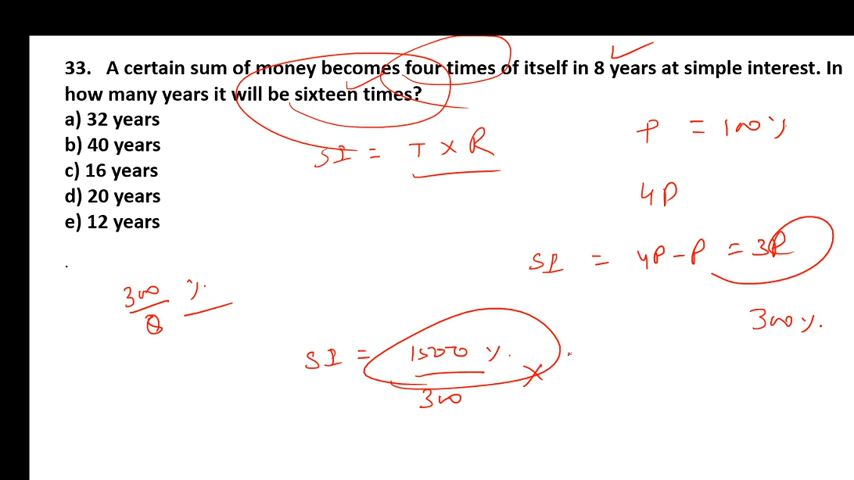 33. A certain sum of money becomes four times of itself in 8 years at simple interest. In
how many years it will be sixteen times?
a) 32 years
b) 40 years
c) 16 years
d) 20 years
e) 12 years
SI = T × R
P = 100%
4P
SI = 4P - P = 3P
300%
300 %
8
SI = 1500 % ×
300